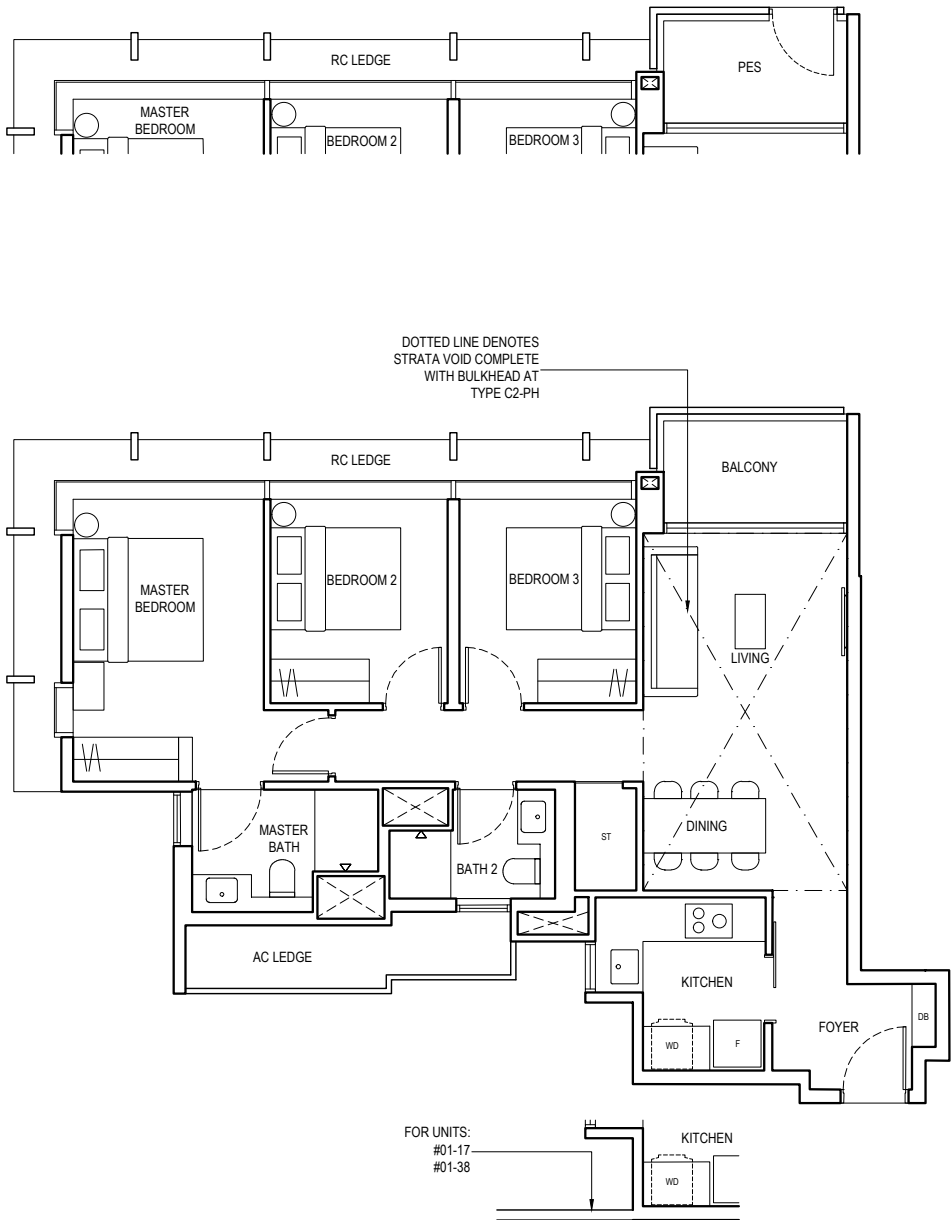 RC LEDGE
PES
MASTER
BEDROOM
BEDROOM 2
BEDROOM 3
DOTTED LINE DENOTES
STRATA VOID COMPLETE
WITH BULKHEAD AT
TYPE C2-PH
RC LEDGE
BALCONY
MASTER
BEDROOM
BEDROOM 2
BEDROOM 3
LIVING
MASTER
BATH
BATH 2
ST
DINING
AC LEDGE
KITCHEN
FOYER
DB
WD
F
FOR UNITS:
#01-17
#01-38
KITCHEN
WD